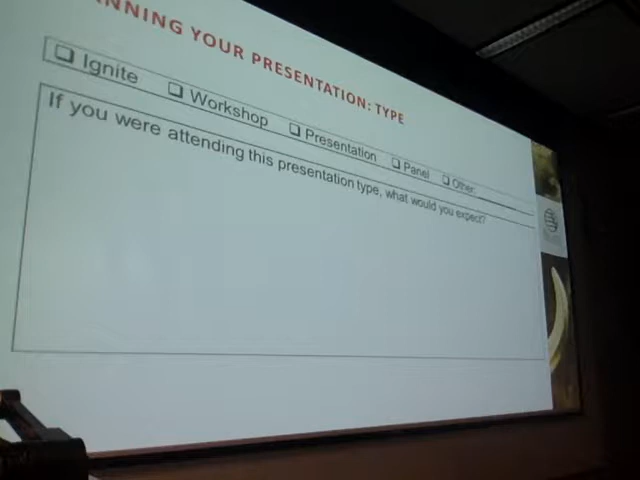 NNING YOUR PRESENTATION: TYPE
❏ Ignite ❏ Workshop ❏ Presentation ❏ Panel ❏ Other:
If you were attending this presentation type, what would you expect?